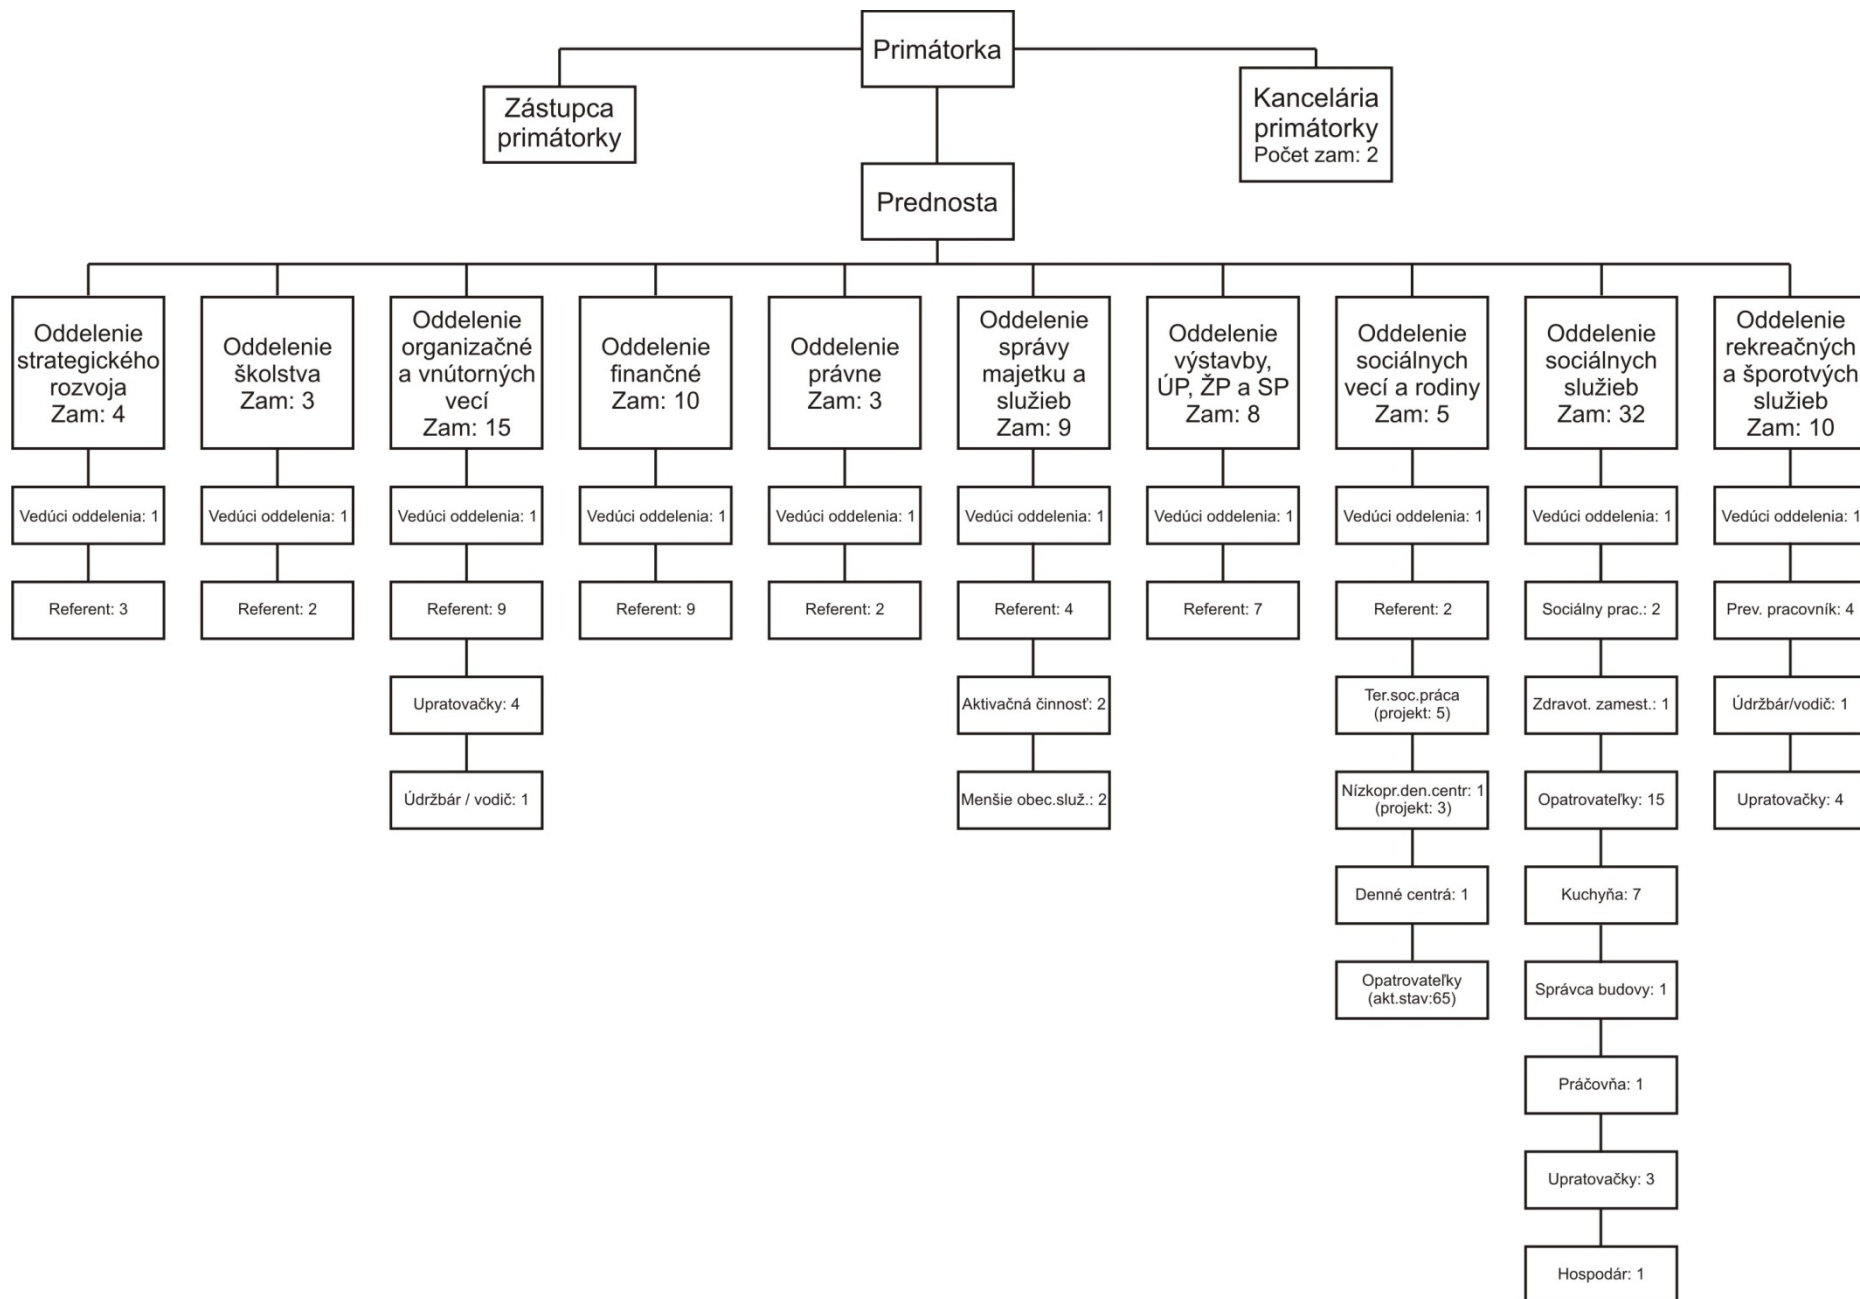 Primátorka
Zástupca
primátorky
Kancelária
primátorky
Počet zam: 2
Prednosta
Oddelenie
strategického
rozvoja
Zam: 4
Vedúci oddelenia: 1
Referent: 3
Oddelenie
školstva
Zam: 3
Vedúci oddelenia: 1
Referent: 2
Oddelenie
organizačné
a vnútorných
vecí
Zam: 15
Vedúci oddelenia: 1
Referent: 9
Upratovačky: 4
Údržbár / vodič: 1
Oddelenie
finančné
Zam: 10
Vedúci oddelenia: 1
Referent: 9
Oddelenie
právne
Zam: 3
Vedúci oddelenia: 1
Referent: 2
Oddelenie
správy
majetku a
služieb
Zam: 9
Vedúci oddelenia: 1
Referent: 4
Aktivačná činnosť: 2
Menšie obec.služ.: 2
Oddelenie
výstavby,
ÚP, ŽP a SP
Zam: 8
Vedúci oddelenia: 1
Referent: 7
Oddelenie
sociálnych
vecí a rodiny
Zam: 5
Vedúci oddelenia: 1
Referent: 2
Ter.soc.práca
(projekt: 5)
Nízkopr.den.centr: 1
(projekt: 3)
Denné centrá: 1
Opatrovateľky
(akt.stav:65)
Oddelenie
sociálnych
služieb
Zam: 32
Vedúci oddelenia: 1
Sociálny prac.: 2
Zdravot. zamest.: 1
Opatrovateľky: 15
Kuchyňa: 7
Správca budovy: 1
Práčovňa: 1
Upratovačky: 3
Hospodár: 1
Oddelenie
rekreačných
a šporotvých
služieb
Zam: 10
Vedúci oddelenia: 1
Prev. pracovník: 4
Údržbár/vodič: 1
Upratovačky: 4